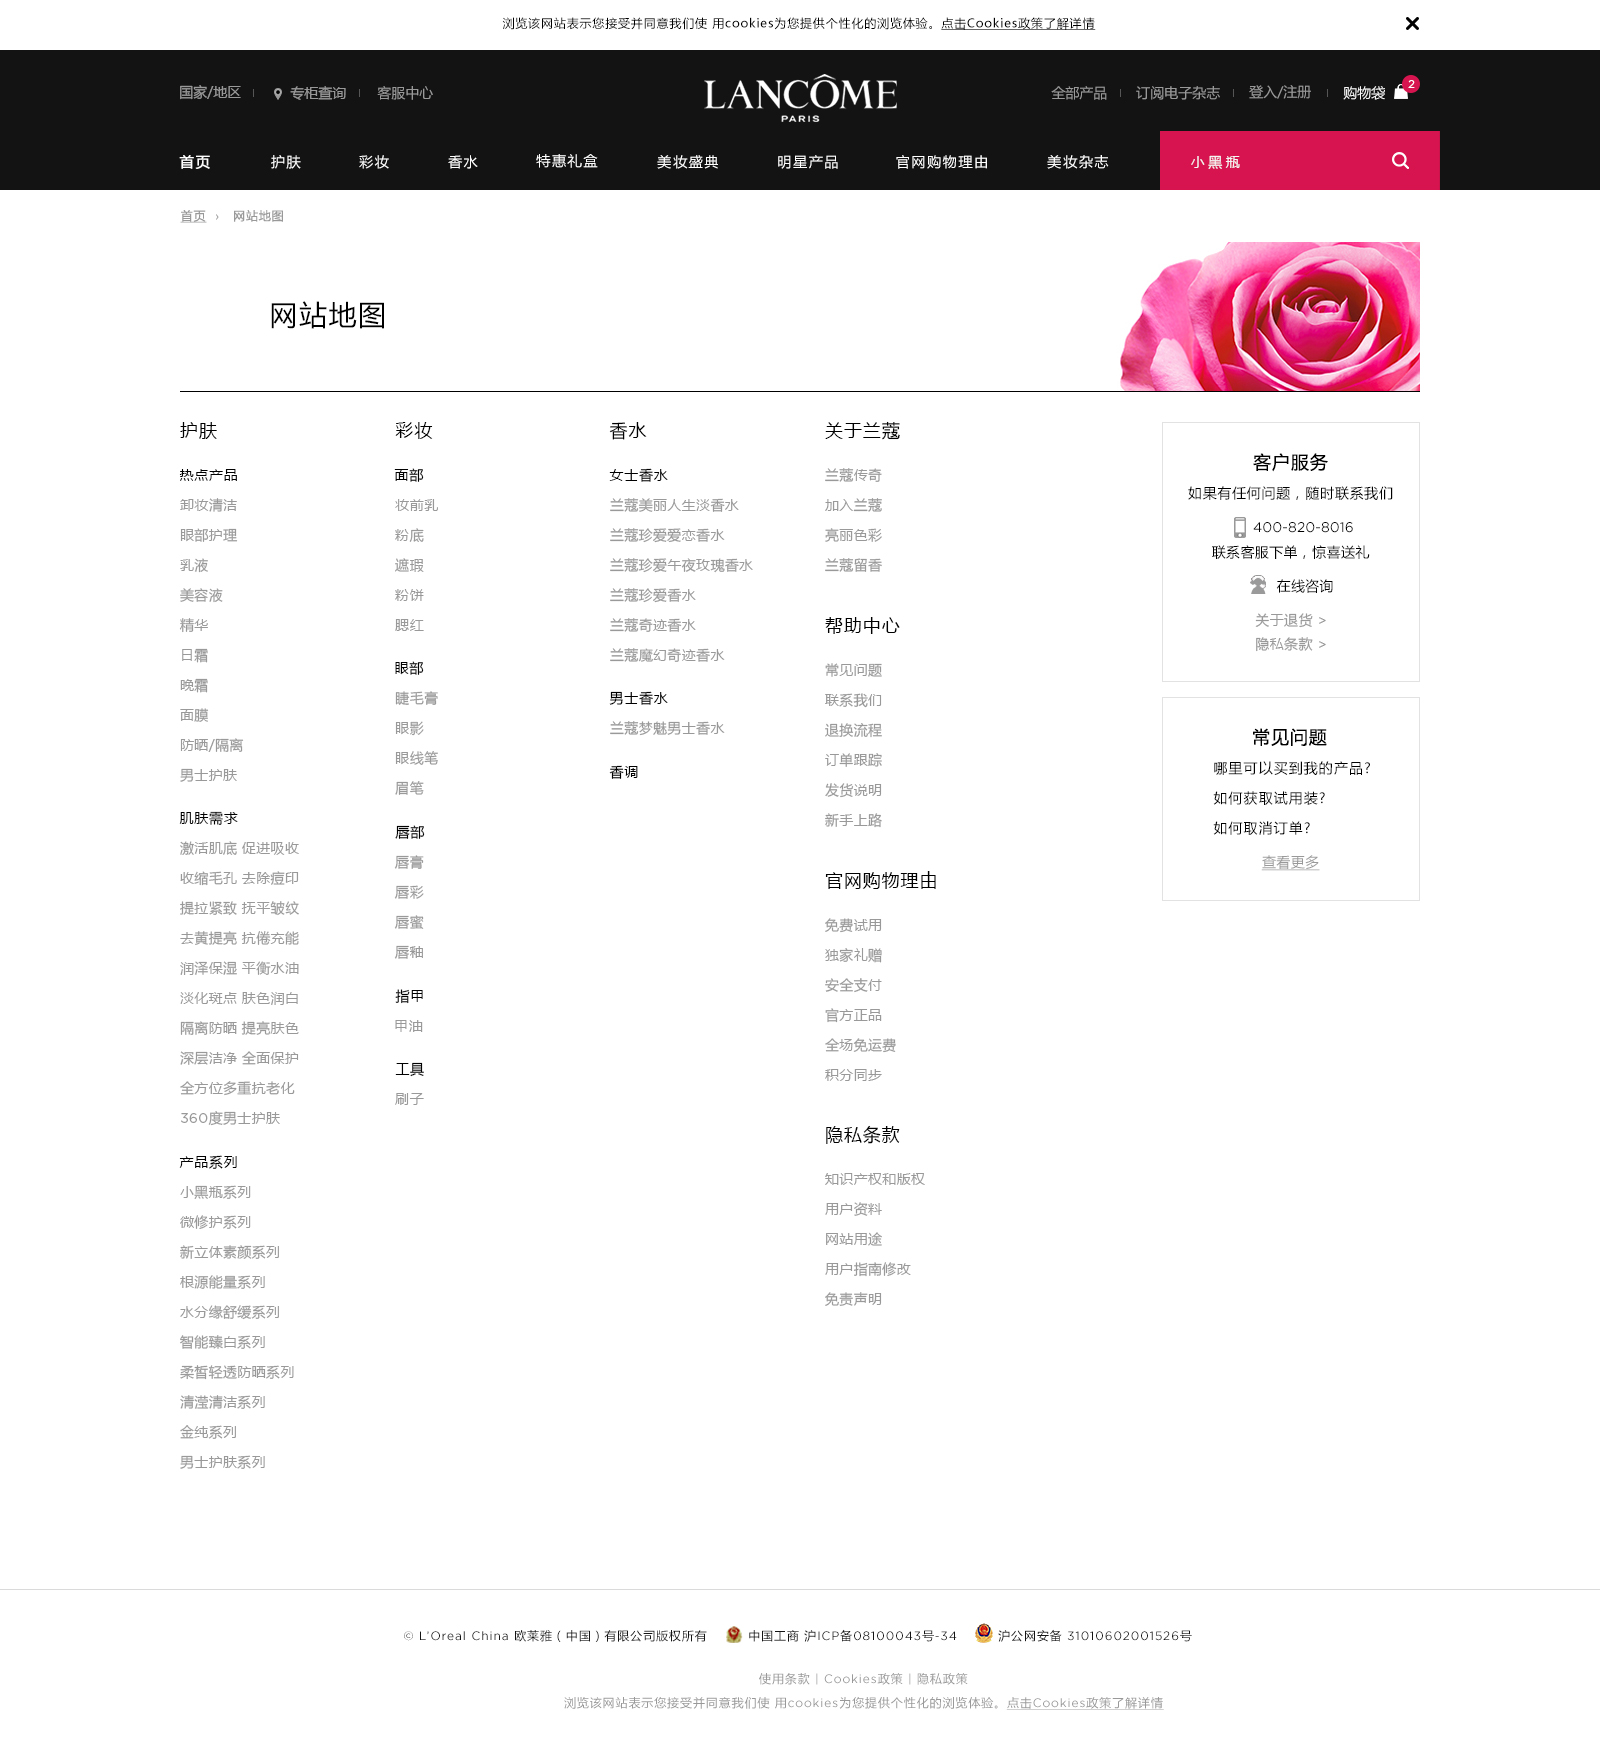 浏览该网站表示您接受并同意我们使 用cookies为您提供个性化的浏览体验。点击Cookies政策了解详情
国家/地区
专柜查询
客服中心
LANCÔME
PARIS
全部产品
订阅电子杂志
登入/注册
购物袋
2
首页
护肤
彩妆
香水
特惠礼盒
美妆盛典
明星产品
官网购物理由
美妆杂志
小黑瓶
首页 › 网站地图
网站地图
护肤
热点产品
卸妆清洁
眼部护理
乳液
美容液
精华
日霜
晚霜
面膜
防晒/隔离
男士护肤
肌肤需求
激活肌底 促进吸收
收缩毛孔 去除痘印
提拉紧致 抚平皱纹
去黄提亮 抗倦充能
润泽保湿 平衡水油
淡化斑点 肤色润白
隔离防晒 提亮肤色
深层洁净 全面保护
全方位多重抗老化
360度男士护肤
产品系列
小黑瓶系列
微修护系列
新立体素颜系列
根源能量系列
水分缘舒缓系列
智能臻白系列
柔皙轻透防晒系列
清滢清洁系列
金纯系列
男士护肤系列
彩妆
面部
妆前乳
粉底
遮瑕
粉饼
腮红
眼部
睫毛膏
眼影
眼线笔
眉笔
唇部
唇膏
唇彩
唇蜜
唇釉
指甲
甲油
工具
刷子
香水
女士香水
兰蔻美丽人生淡香水
兰蔻珍爱爱恋香水
兰蔻珍爱午夜玫瑰香水
兰蔻珍爱香水
兰蔻奇迹香水
兰蔻魔幻奇迹香水
男士香水
兰蔻梦魅男士香水
香调
关于兰蔻
兰蔻传奇
加入兰蔻
亮丽色彩
兰蔻留香
帮助中心
常见问题
联系我们
退换流程
订单跟踪
发货说明
新手上路
官网购物理由
免费试用
独家礼赠
安全支付
官方正品
全场免运费
积分同步
隐私条款
知识产权和版权
用户资料
网站用途
用户指南修改
免责声明
客户服务
如果有任何问题，随时联系我们
400-820-8016
联系客服下单，惊喜送礼
在线咨询
关于退货 >
隐私条款 >
常见问题
哪里可以买到我的产品?
如何获取试用装?
如何取消订单?
查看更多
© L'Oreal China 欧莱雅（中国）有限公司版权所有 中国工商 沪ICP备08100043号-34 沪公网安备 31010602001526号
使用条款 | Cookies政策 | 隐私政策
浏览该网站表示您接受并同意我们使 用cookies为您提供个性化的浏览体验。点击Cookies政策了解详情